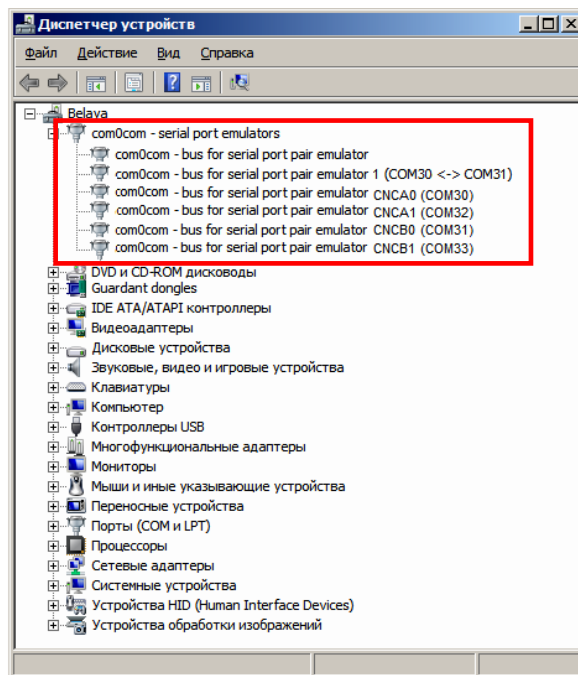 Диспетчер устройств
Файл Действие Вид Справка
Belaya
com0com - serial port emulators
com0com - bus for serial port pair emulator
com0com - bus for serial port pair emulator 1 (COM30 <-> COM31)
com0com - bus for serial port pair emulator CNCA0 (COM30)
com0com - bus for serial port pair emulator CNCA1 (COM32)
com0com - bus for serial port pair emulator CNCB0 (COM31)
com0com - bus for serial port pair emulator CNCB1 (COM33)
DVD и CD-ROM дисководы
Guardant dongles
IDE ATA/ATAPI контроллеры
Видеоадаптеры
Дисковые устройства
Звуковые, видео и игровые устройства
Клавиатуры
Компьютер
Контроллеры USB
Многофункциональные адаптеры
Мониторы
Мыши и иные указывающие устройства
Переносные устройства
Порты (COM и LPT)
Процессоры
Сетевые адаптеры
Системные устройства
Устройства HID (Human Interface Devices)
Устройства обработки изображений